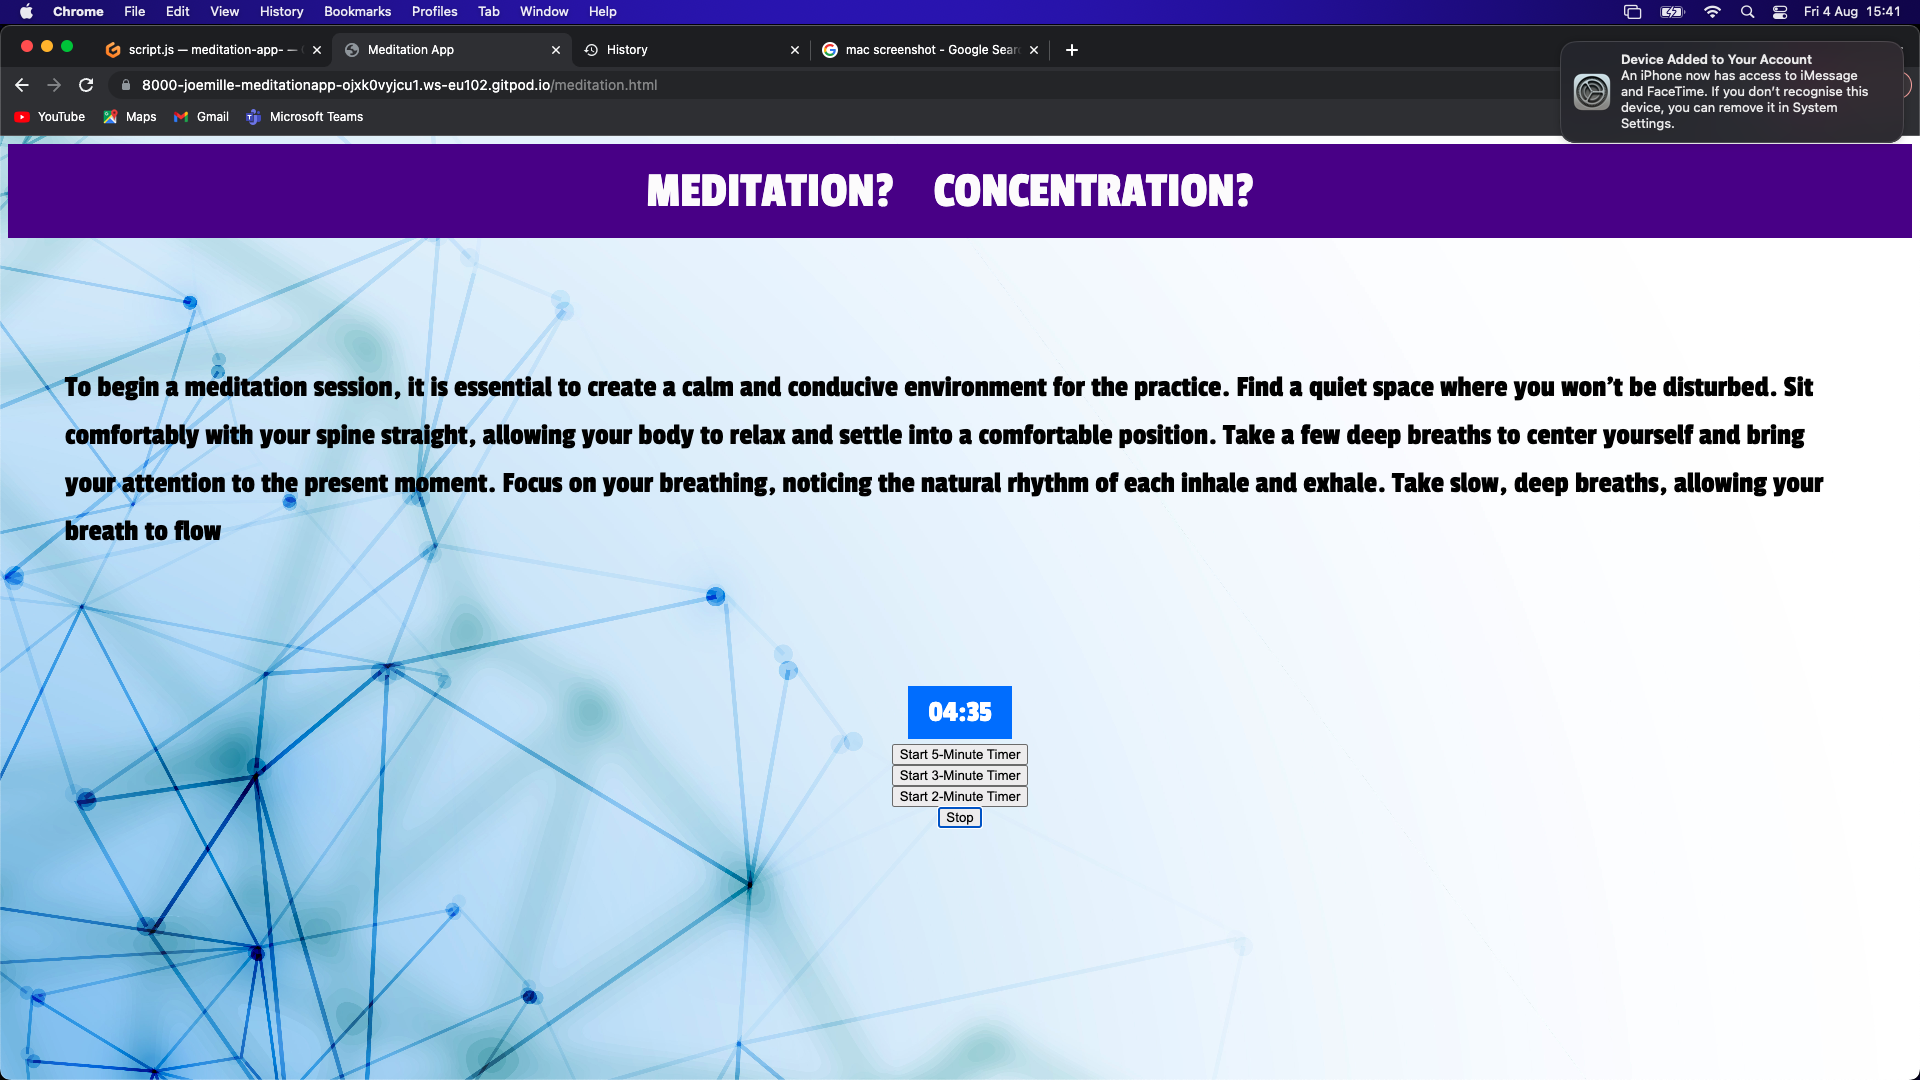 Chrome File Edit View History Bookmarks Profiles Tab Window Help Fri 4 Aug 15:41
script.js — meditation-app- — Meditation App History mac screenshot - Google Sear
8000-joemille-meditationapp-ojxk0vyjcu1.ws-eu102.gitpod.io/meditation.html
YouTube Maps Gmail Microsoft Teams
Device Added to Your Account
An iPhone now has access to iMessage
and FaceTime. If you don't recognise this
device, you can remove it in System
Settings.
MEDITATION? CONCENTRATION?
To begin a meditation session, it is essential to create a calm and conducive environment for the practice. Find a quiet space where you won't be disturbed. Sit
comfortably with your spine straight, allowing your body to relax and settle into a comfortable position. Take a few deep breaths to center yourself and bring
your attention to the present moment. Focus on your breathing, noticing the natural rhythm of each inhale and exhale. Take slow, deep breaths, allowing your
breath to flow
04:35
Start 5-Minute Timer
Start 3-Minute Timer
Start 2-Minute Timer
Stop